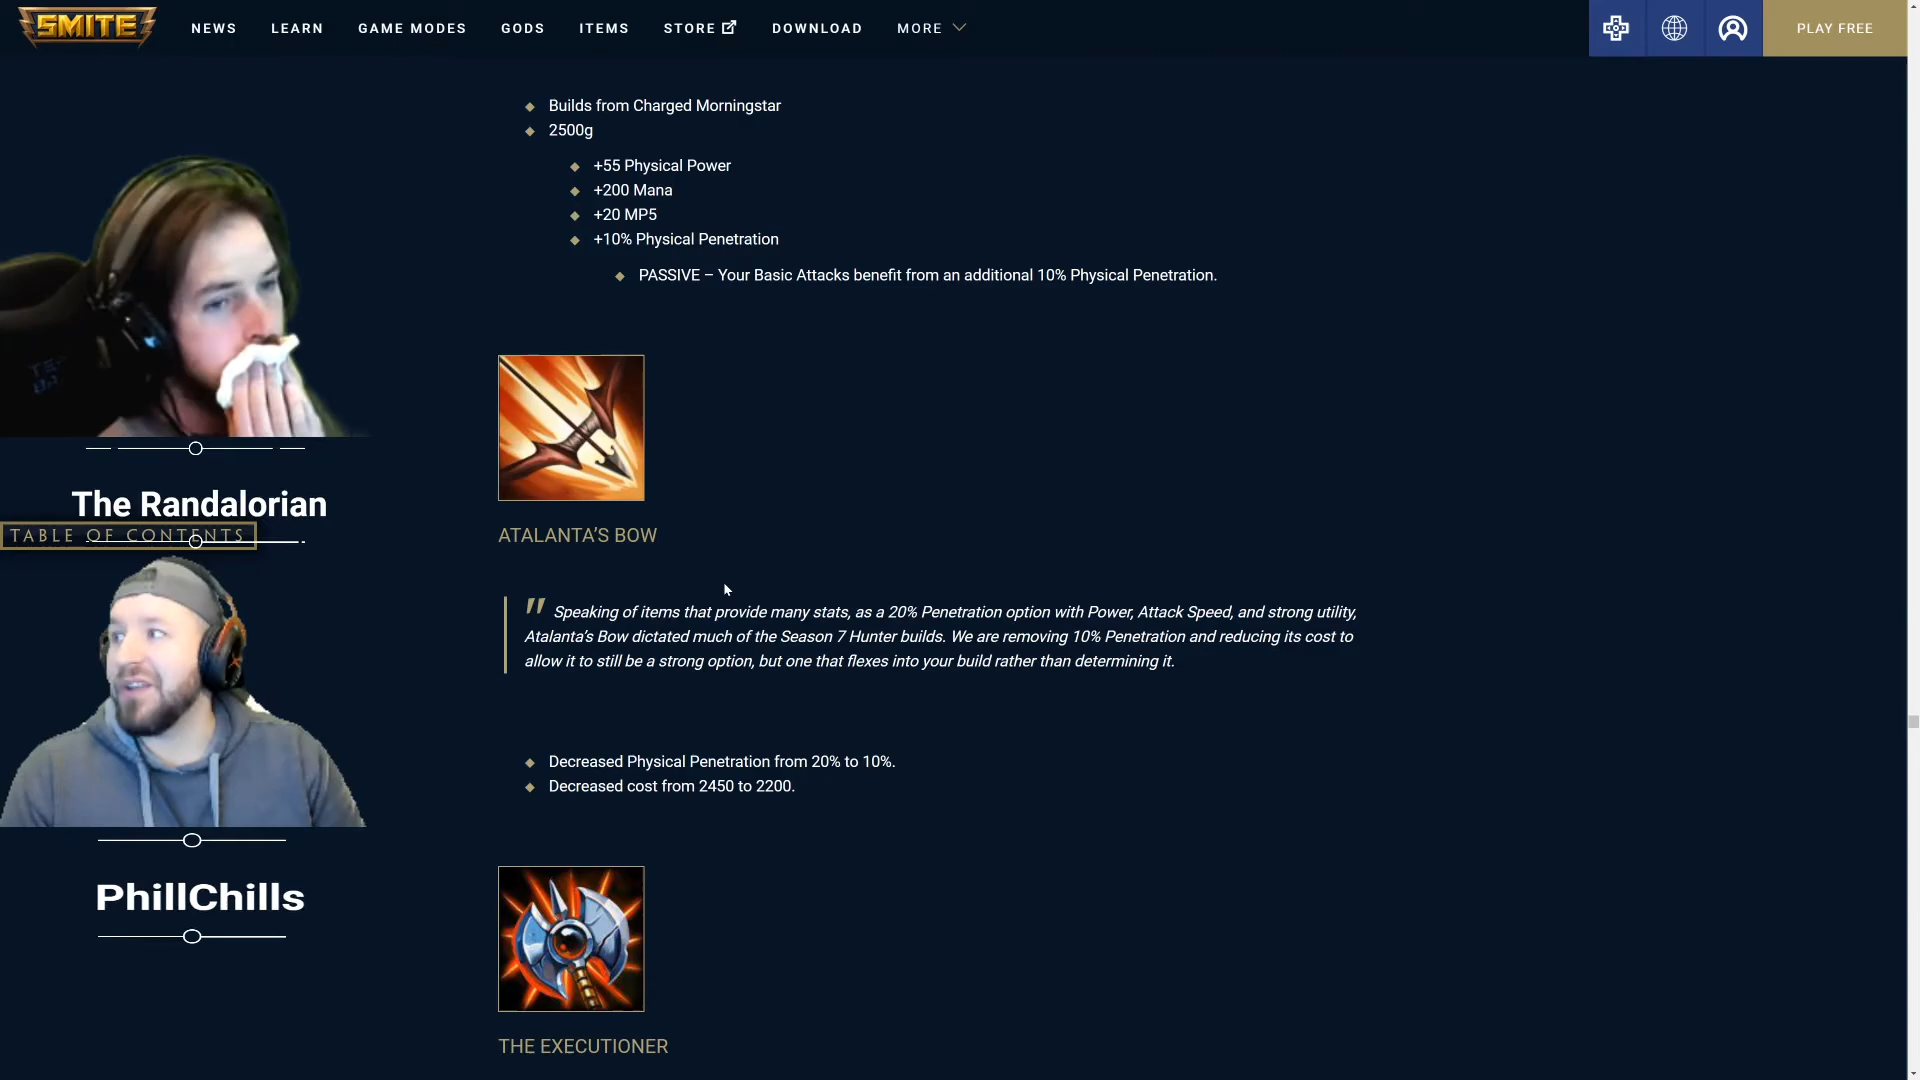 SMITE NEWS LEARN GAME MODES GODS ITEMS STORE DOWNLOAD MORE PLAY FREE
Builds from Charged Morningstar
2500g
+55 Physical Power
+200 Mana
+20 MP5
+10% Physical Penetration
PASSIVE – Your Basic Attacks benefit from an additional 10% Physical Penetration.
The Randalorian
TABLE OF CONTENTS
ATALANTA'S BOW
" Speaking of items that provide many stats, as a 20% Penetration option with Power, Attack Speed, and strong utility,
Atalanta's Bow dictated much of the Season 7 Hunter builds. We are removing 10% Penetration and reducing its cost to
allow it to still be a strong option, but one that flexes into your build rather than determining it.
Decreased Physical Penetration from 20% to 10%.
Decreased cost from 2450 to 2200.
PhillChills
THE EXECUTIONER